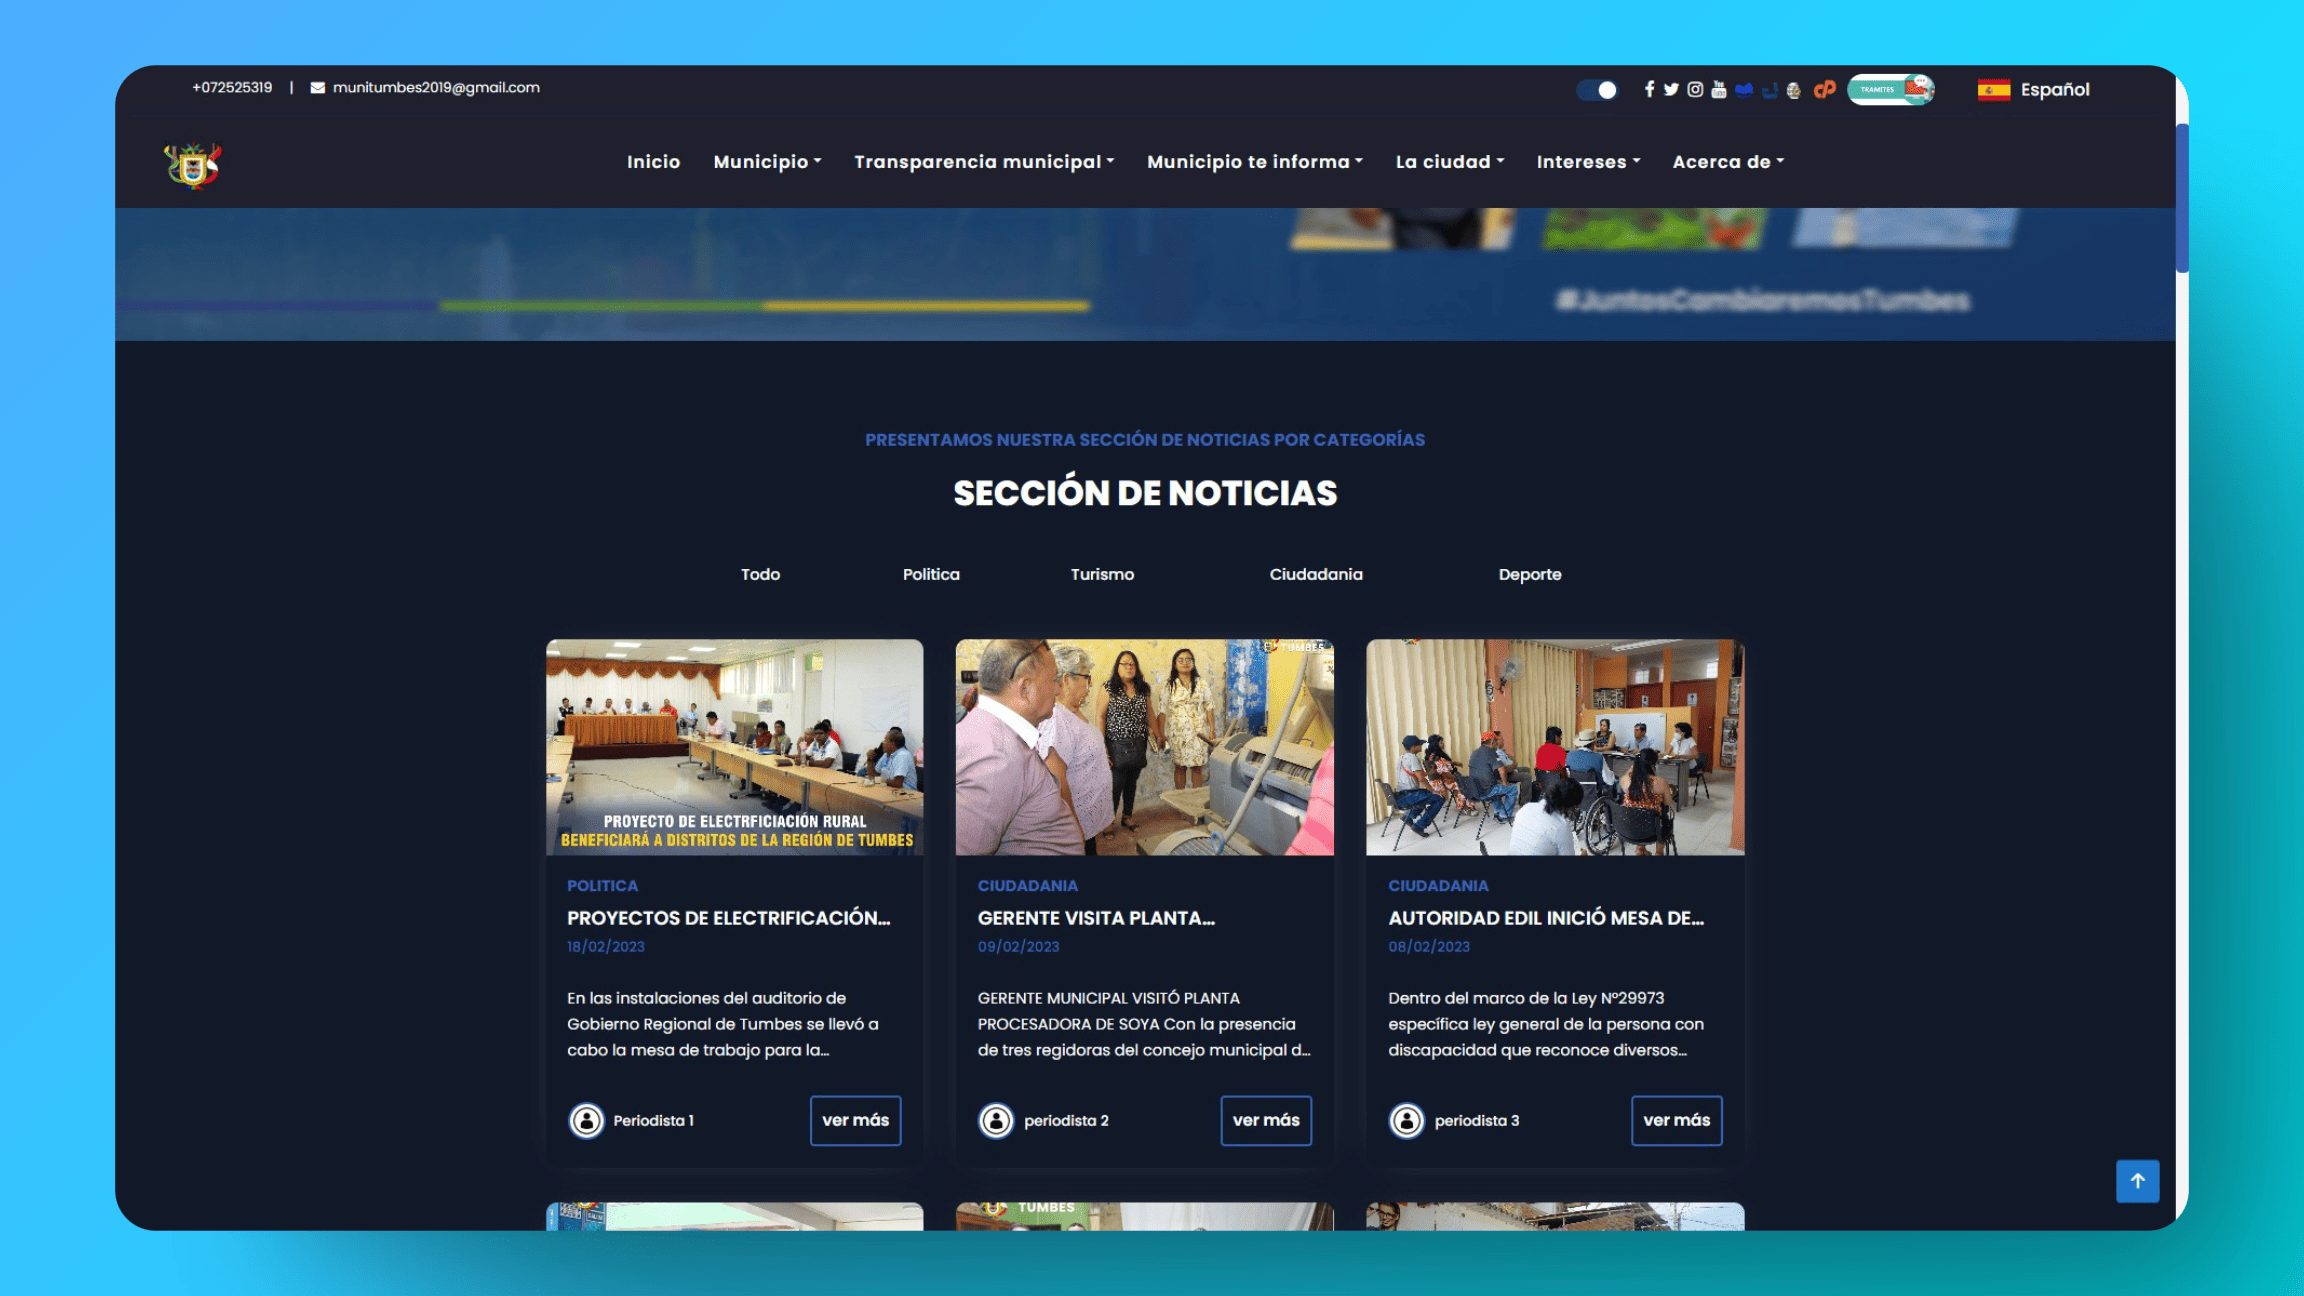 +072525319 | munitumbes2019@gmail.com
TRAMITES
Español
Inicio Municipio Transparencia municipal Municipio te informa La ciudad Intereses Acerca de
#JuntosCambiaremosTumbes
PRESENTAMOS NUESTRA SECCIÓN DE NOTICIAS POR CATEGORÍAS
SECCIÓN DE NOTICIAS
Todo Politica Turismo Ciudadania Deporte
PROYECTO DE ELECTRFICIACIÓN RURAL
BENEFICIARÁ A DISTRITOS DE LA REGIÓN DE TUMBES
POLITICA
PROYECTOS DE ELECTRIFICACIÓN...
18/02/2023
En las instalaciones del auditorio de
Gobierno Regional de Tumbes se llevó a
cabo la mesa de trabajo para la...
Periodista 1
ver más
TUMBES
CIUDADANIA
GERENTE VISITA PLANTA...
09/02/2023
GERENTE MUNICIPAL VISITÓ PLANTA
PROCESADORA DE SOYA Con la presencia
de tres regidoras del concejo municipal d...
periodista 2
ver más
CIUDADANIA
AUTORIDAD EDIL INICIÓ MESA DE...
08/02/2023
Dentro del marco de la Ley N°29973
específica ley general de la persona con
discapacidad que reconoce diversos...
periodista 3
ver más
TUMBES